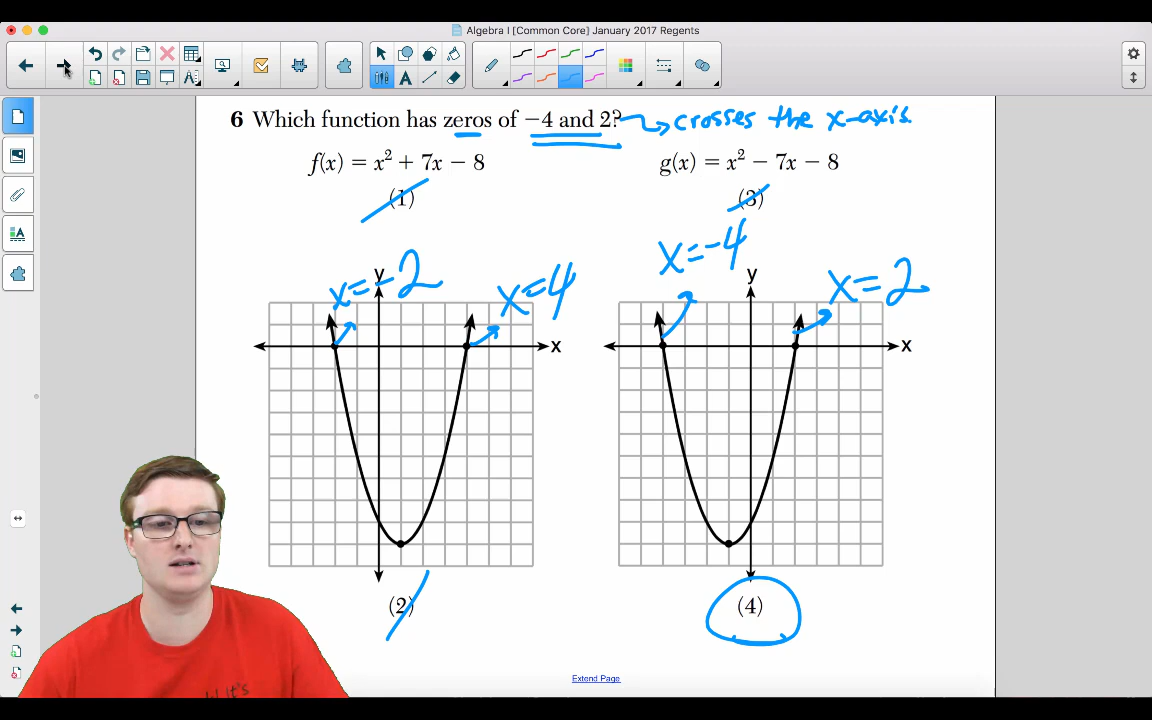 Algebra I [Common Core] January 2017 Regents
6 Which function has zeros of −4 and 2? crosses the x-axis
f(x) = x² + 7x − 8
g(x) = x² − 7x − 8
(1)
(3)
x=-2
x=4
y
x
x=-4
x=2
y
x
(2)
(4)
Extend Page